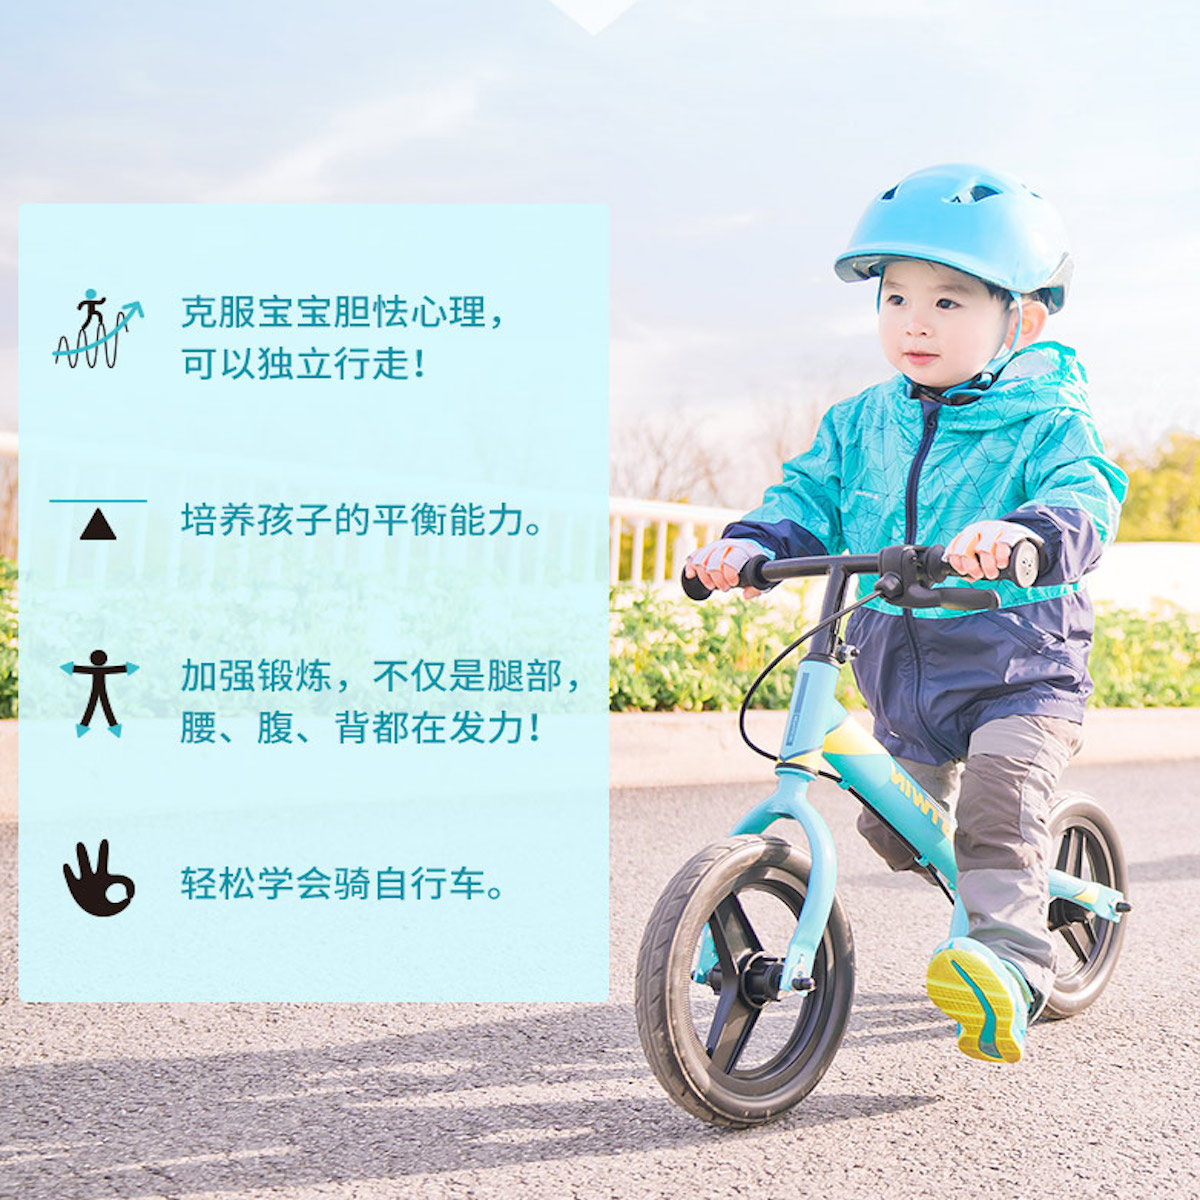 克服宝宝胆怯心理，
可以独立行走！
培养孩子的平衡能力。
加强锻炼，不仅是腿部，
腰、腹、背都在发力！
轻松学会骑自行车。
BTWIN